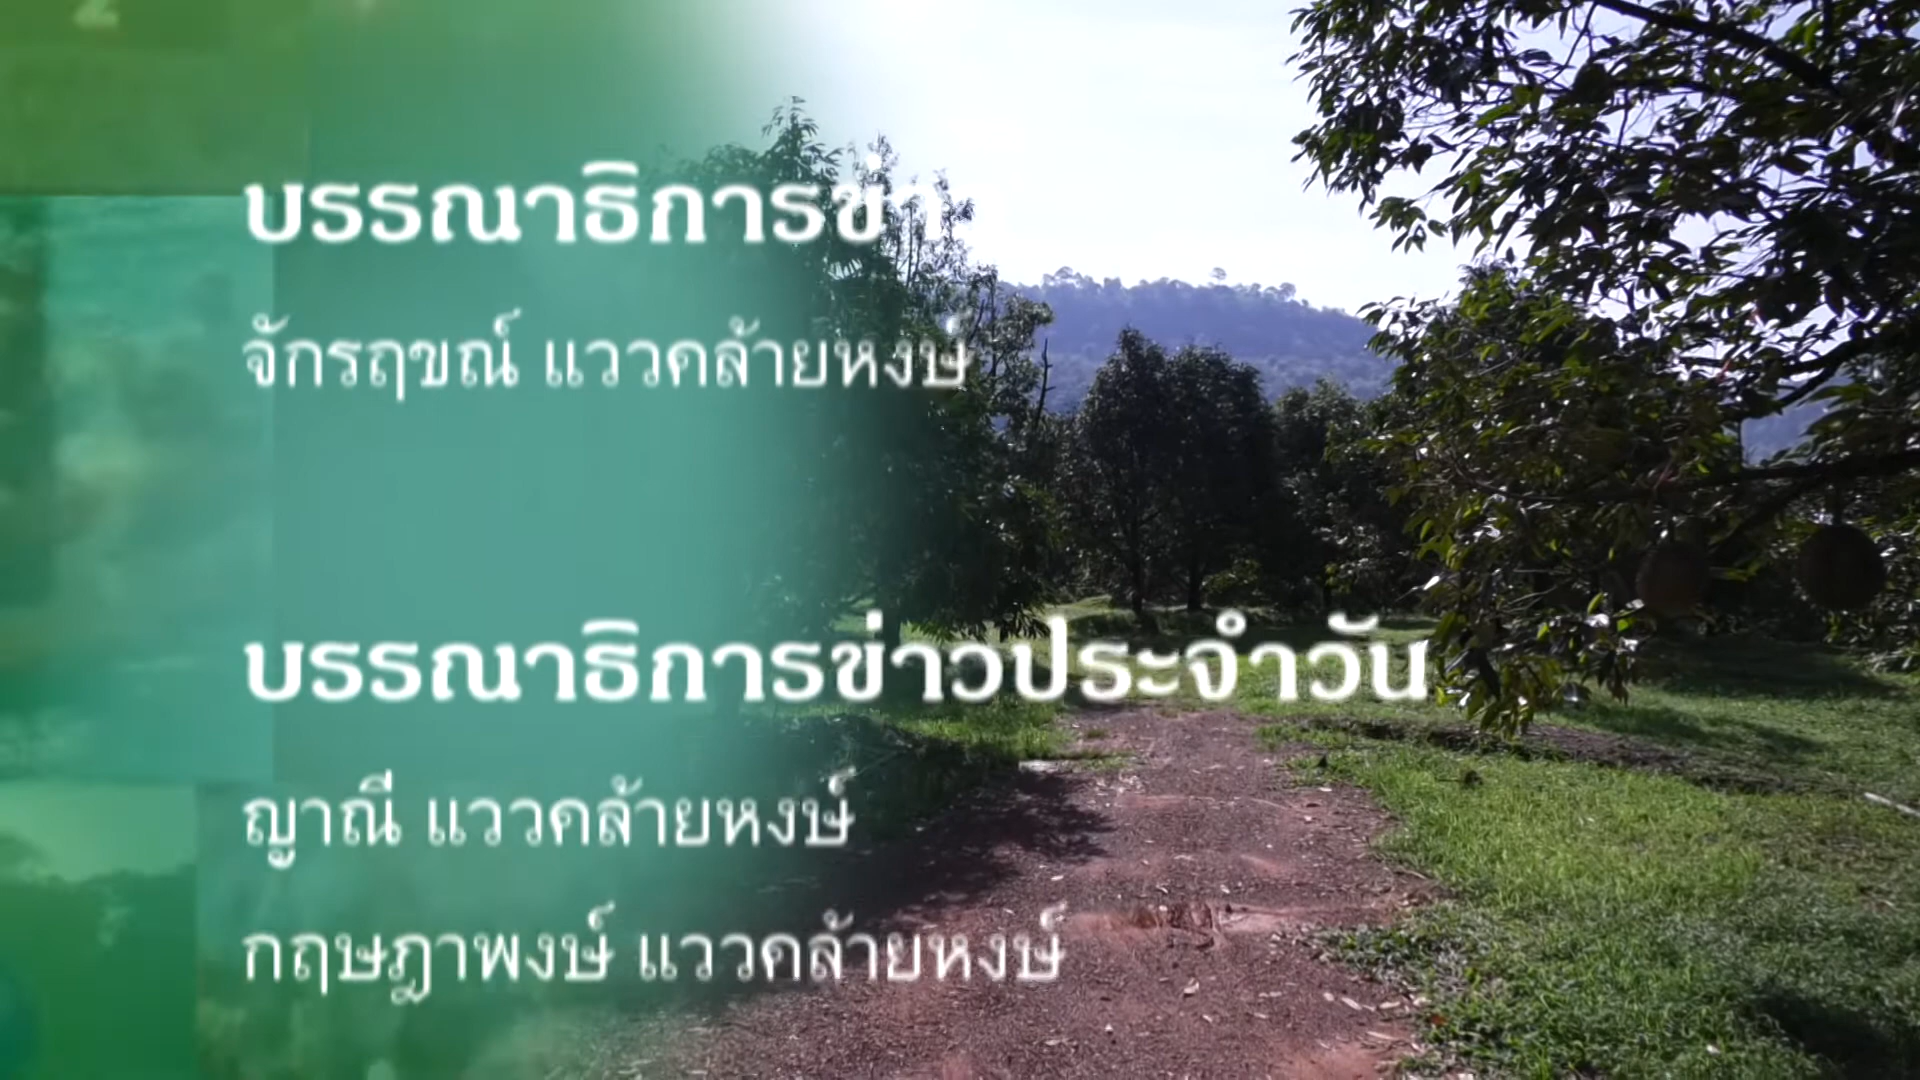 บรรณาธิการข่าว
จักรฤขณ์ แววคล้ายหงษ์
บรรณาธิการข่าวประจำวัน
ญาณี แววคล้ายหงษ์
กฤษฎาพงษ์ แววคล้ายหงษ์